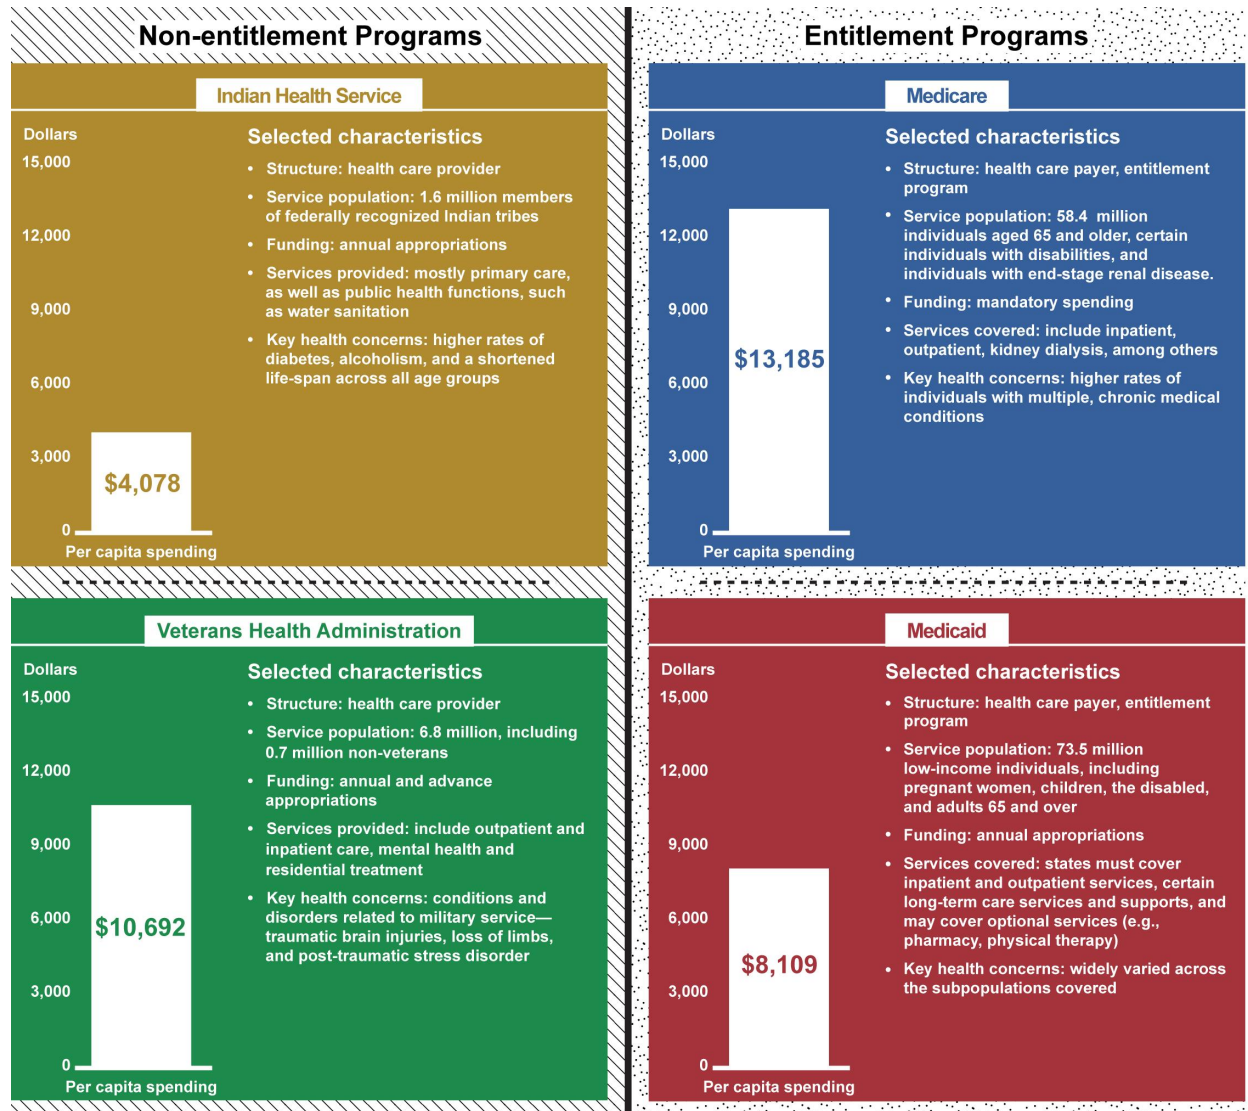 Non-entitlement Programs
Indian Health Service
Dollars
15,000
12,000
9,000
6,000
3,000
0
$4,078
Per capita spending
Selected characteristics
• Structure: health care provider
• Service population: 1.6 million members
of federally recognized Indian tribes
• Funding: annual appropriations
• Services provided: mostly primary care,
as well as public health functions, such
as water sanitation
• Key health concerns: higher rates of
diabetes, alcoholism, and a shortened
life-span across all age groups
Veterans Health Administration
Dollars
15,000
12,000
9,000
6,000
3,000
0
$10,692
Per capita spending
Selected characteristics
• Structure: health care provider
• Service population: 6.8 million, including
0.7 million non-veterans
• Funding: annual and advance
appropriations
• Services provided: include outpatient and
inpatient care, mental health and
residential treatment
• Key health concerns: conditions and
disorders related to military service—
traumatic brain injuries, loss of limbs,
and post-traumatic stress disorder
Entitlement Programs
Medicare
Dollars
15,000
12,000
9,000
6,000
3,000
0
$13,185
Per capita spending
Selected characteristics
• Structure: health care payer, entitlement
program
• Service population: 58.4 million
individuals aged 65 and older, certain
individuals with disabilities, and
individuals with end-stage renal disease.
• Funding: mandatory spending
• Services covered: include inpatient,
outpatient, kidney dialysis, among others
• Key health concerns: higher rates of
individuals with multiple, chronic medical
conditions
Medicaid
Dollars
15,000
12,000
9,000
6,000
3,000
0
$8,109
Per capita spending
Selected characteristics
• Structure: health care payer, entitlement
program
• Service population: 73.5 million
low-income individuals, including
pregnant women, children, the disabled,
and adults 65 and over
• Funding: annual appropriations
• Services covered: states must cover
inpatient and outpatient services, certain
long-term care services and supports, and
may cover optional services (e.g.,
pharmacy, physical therapy)
• Key health concerns: widely varied across
the subpopulations covered